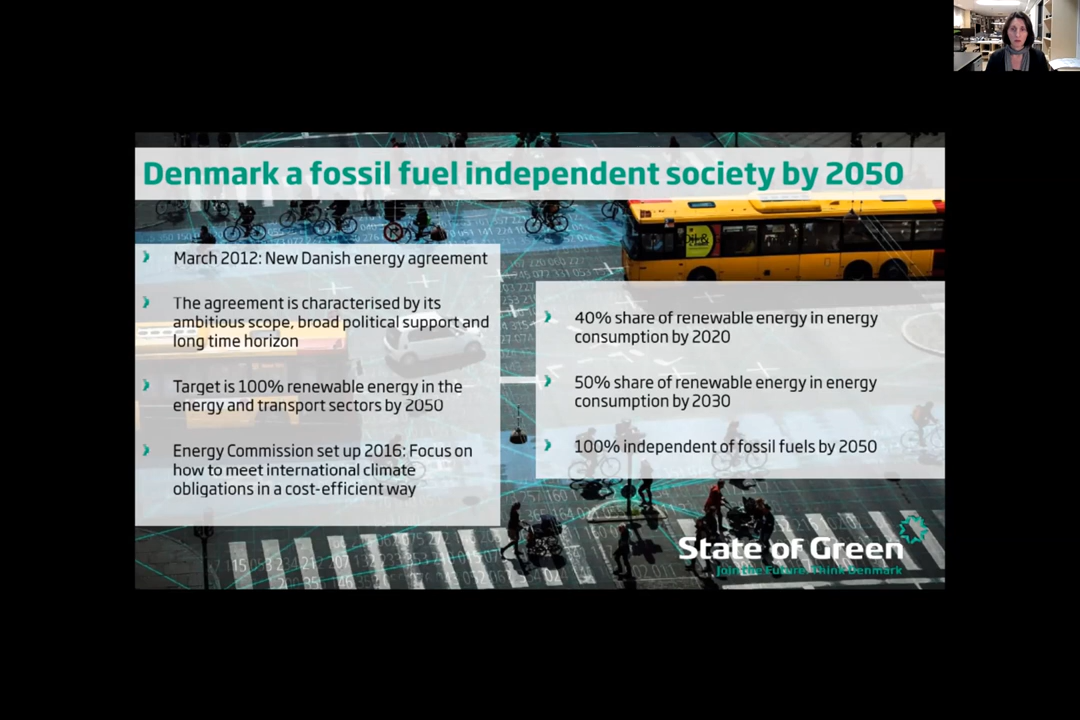 Denmark a fossil fuel independent society by 2050
March 2012: New Danish energy agreement
The agreement is characterised by its
ambitious scope, broad political support and
long time horizon
Target is 100% renewable energy in the
energy and transport sectors by 2050
Energy Commission set up 2016: Focus on
how to meet international climate
obligations in a cost-efficient way
40% share of renewable energy in energy
consumption by 2020
50% share of renewable energy in energy
consumption by 2030
100% independent of fossil fuels by 2050
State of Green
Join the Future. Think Denmark